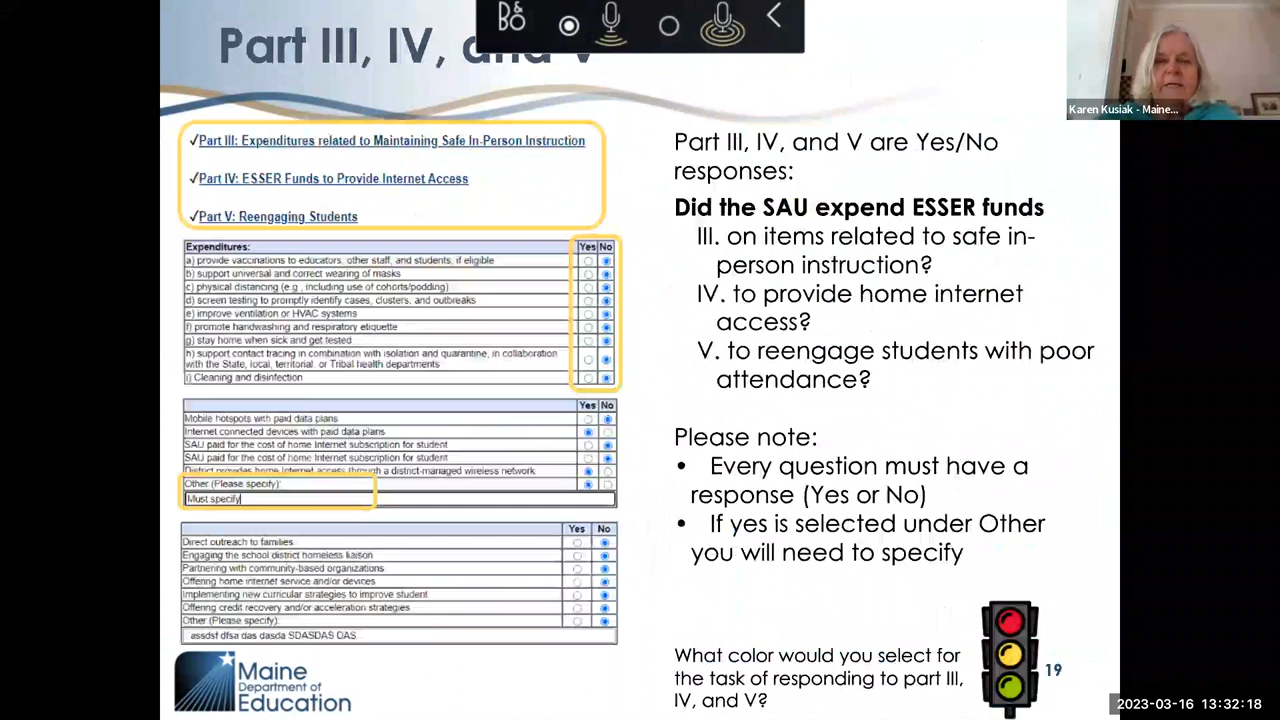 Part III, IV, and V
Karen Kusiak - Maine...
✓Part III: Expenditures related to Maintaining Safe In-Person Instruction
✓Part IV: ESSER Funds to Provide Internet Access
✓Part V: Reengaging Students
Expenditures: Yes No
a) provide vaccinations to educators, other staff, and students, if eligible
b) support universal and correct wearing of masks
c) physical distancing (e.g., including use of cohorts/podding)
d) screen testing to promptly identify cases, clusters, and outbreaks
e) improve ventilation or HVAC systems
f) promote handwashing and respiratory etiquette
g) stay home when sick and get tested
h) support contact tracing in combination with isolation and quarantine, in collaboration
with the State, local, territorial, or Tribal health departments
i) Cleaning and disinfection
Yes No
Mobile hotspots with paid data plans
Internet connected devices with paid data plans
SAU paid for the cost of home Internet subscription for student
SAU paid for the cost of home Internet subscription for student
District provides home Internet access through a district-managed wireless network
Other (Please specify):
Must specify
Yes No
Direct outreach to families
Engaging the school district homeless liaison
Partnering with community-based organizations
Offering home internet service and/or devices
Implementing new curricular strategies to improve student
Offering credit recovery and/or acceleration strategies
Other (Please specify):
assdsf dfsa das dasda SDASDAS DAS
Maine
Department of
Education
Part III, IV, and V are Yes/No
responses:
Did the SAU expend ESSER funds
III. on items related to safe in-
person instruction?
IV. to provide home internet
access?
V. to reengage students with poor
attendance?
Please note:
• Every question must have a
response (Yes or No)
• If yes is selected under Other
you will need to specify
What color would you select for
the task of responding to part III,
IV, and V?
19
2023-03-16 13:32:18